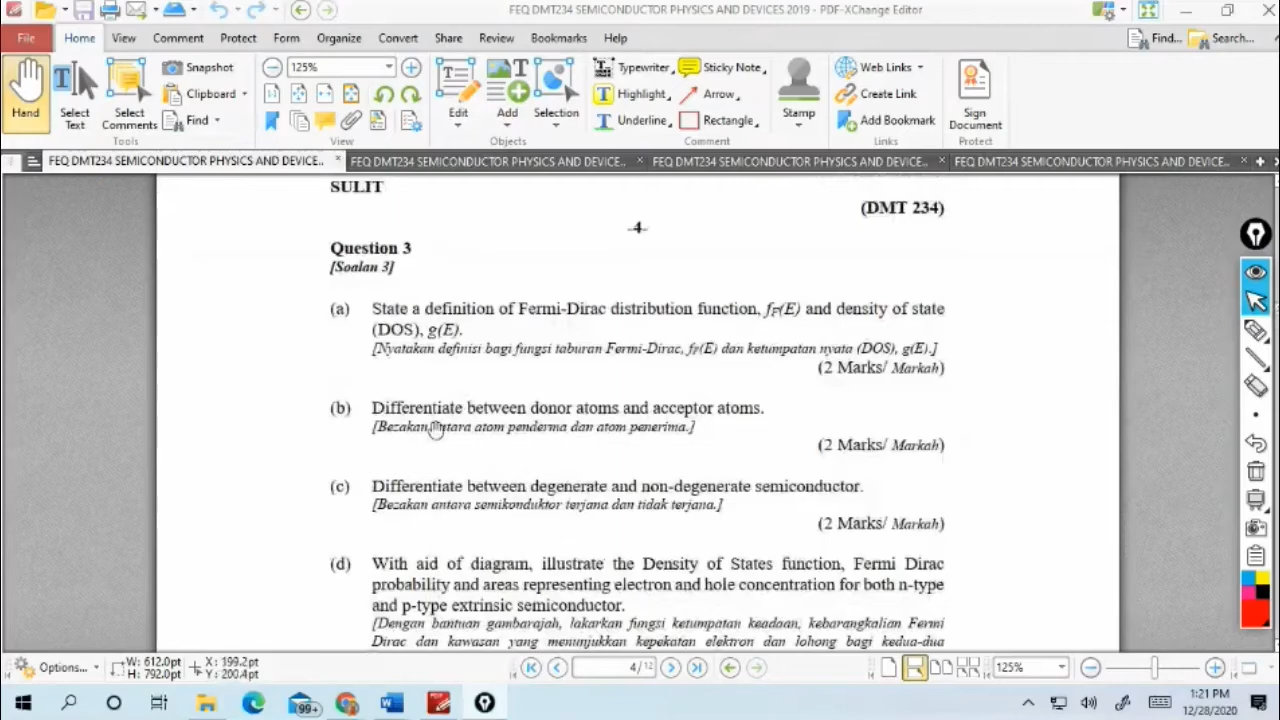 FEQ DMT234 SEMICONDUCTOR PHYSICS AND DEVICES 2019 - PDF-XChange Editor
File Home View Comment Protect Form Organize Convert Share Review Bookmarks Help Find... Search...
Hand
Select Text
Select Comments
Snapshot
Clipboard
Find
Tools
125%
View
Edit
Add
Selection
Objects
Typewriter
Highlight
Underline
Sticky Note
Arrow
Rectangle
Stamp
Comment
Web Links
Create Link
Add Bookmark
Links
Sign Document
Protect
FEQ DMT234 SEMICONDUCTOR PHYSICS AND DEVICE... FEQ DMT234 SEMICONDUCTOR PHYSICS AND DEVICE... FEQ DMT234 SEMICONDUCTOR PHYSICS AND DEVICE... FEQ DMT234 SEMICONDUCTOR PHYSICS AND DEVICE...
SULIT
(DMT 234)
-4-
Question 3
[Soalan 3]
(a) State a definition of Fermi-Dirac distribution function, fF(E) and density of state
(DOS), g(E).
[Nyatakan definisi bagi fungsi taburan Fermi-Dirac, fF(E) dan ketumpatan nyata (DOS), g(E).]
(2 Marks/ Markah)
(b) Differentiate between donor atoms and acceptor atoms.
[Bezakan antara atom penderma dan atom penerima.]
(2 Marks/ Markah)
(c) Differentiate between degenerate and non-degenerate semiconductor.
[Bezakan antara semikonduktor terjana dan tidak terjana.]
(2 Marks/ Markah)
(d) With aid of diagram, illustrate the Density of States function, Fermi Dirac
probability and areas representing electron and hole concentration for both n-type
and p-type extrinsic semiconductor.
[Dengan bantuan gambarajah, lakarkan fungsi ketumpatan keadaan, kebarangkalian Fermi
Dirac dan kawasan yang menunjukkan kepekatan elektron dan lohong bagi kedua-dua
Options...
W: 612.0pt
H: 792.0pt
X: 199.2pt
Y: 200.4pt
4 / 12
125%
99+
1:21 PM
12/28/2020